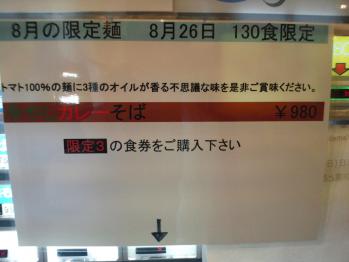 8月の限定麺　8月26日　130食限定
トマト100%の麺に3種のオイルが香る不思議な味を是非ご賞味ください。
カレーそば　￥980
限定3の食券をご購入下さい